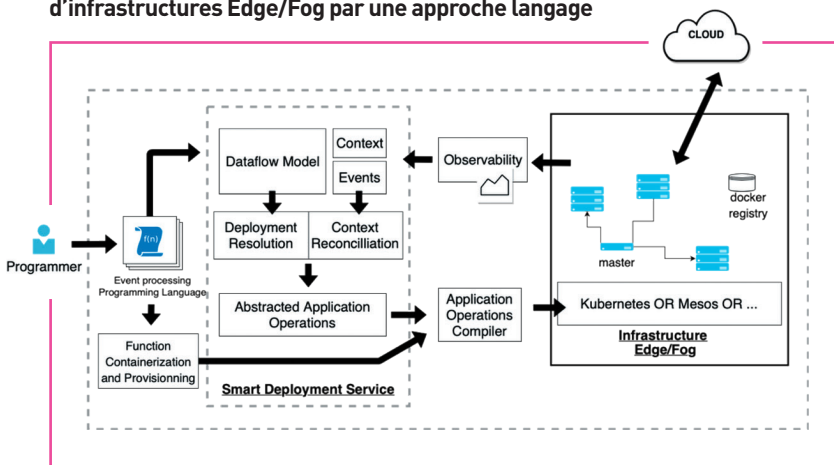 d'infrastructures Edge/Fog par une approche langage
CLOUD
Programmer
f(n)
Event processing
Programming Language
Function
Containerization
and Provisionning
Dataflow Model
Context
Events
Deployment
Resolution
Context
Reconcilliation
Abstracted Application
Operations
Smart Deployment Service
Observability
Application
Operations
Compiler
docker
registry
master
Kubernetes OR Mesos OR ...
Infrastructure
Edge/Fog